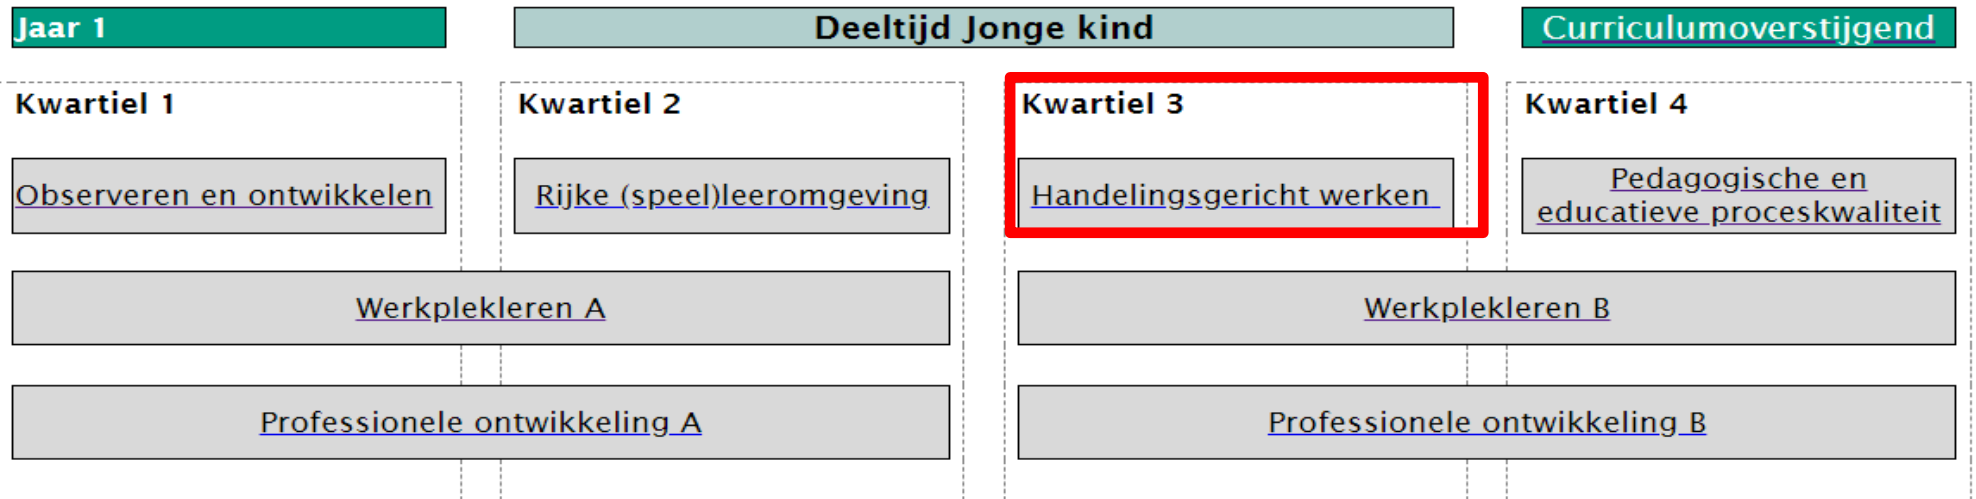 Jaar 1
Deeltijd Jonge kind
Curriculumoverstijgend
Kwartiel 1
Kwartiel 2
Kwartiel 3
Kwartiel 4
Observeren en ontwikkelen
Rijke (speel)leeromgeving
Handelingsgericht werken
Pedagogische en
educatieve proceskwaliteit
Werkplekleren A
Werkplekleren B
Professionele ontwikkeling A
Professionele ontwikkeling B